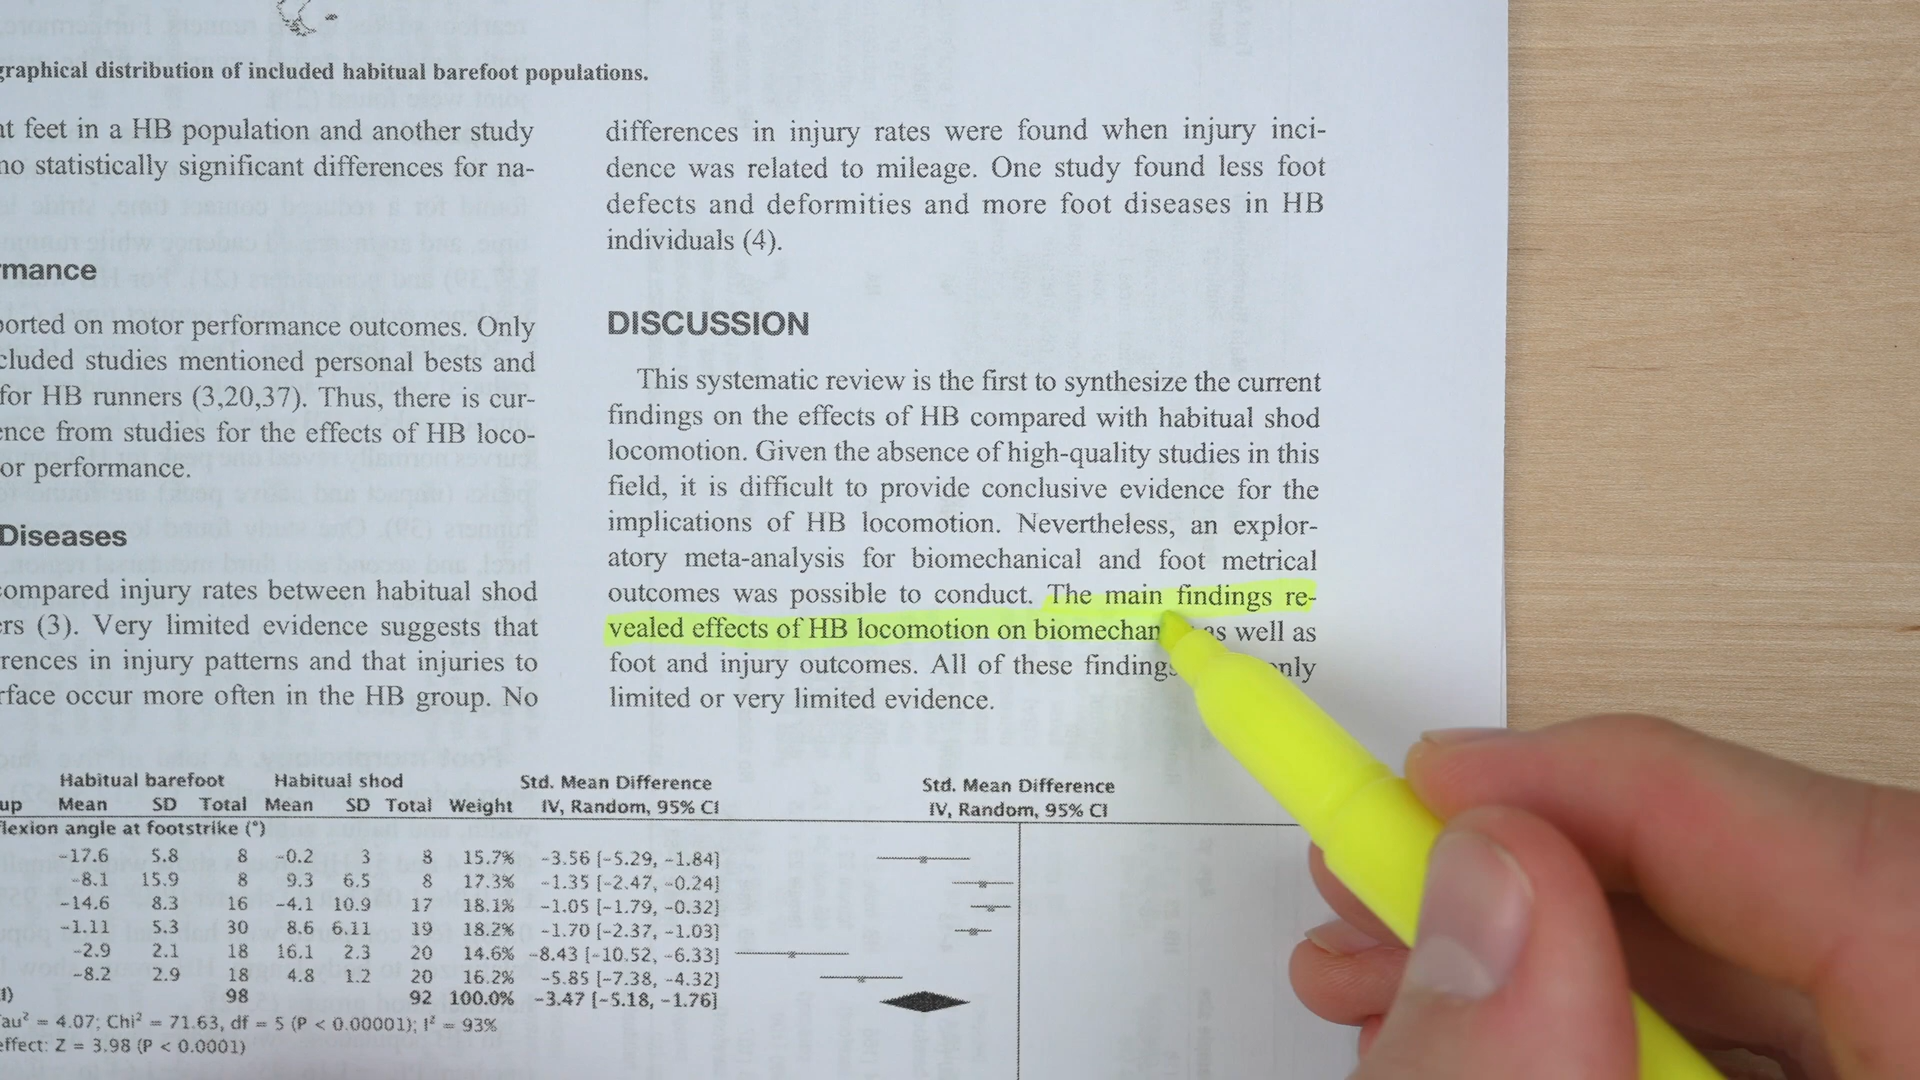 graphical distribution of included habitual barefoot populations.
at feet in a HB population and another study
no statistically significant differences for na-
rmance
ported on motor performance outcomes. Only
cluded studies mentioned personal bests and
for HB runners (3,20,37). Thus, there is cur-
ence from studies for the effects of HB loco-
or performance.
Diseases
compared injury rates between habitual shod
ers (3). Very limited evidence suggests that
rences in injury patterns and that injuries to
rface occur more often in the HB group. No
differences in injury rates were found when injury inci-
dence was related to mileage. One study found less foot
defects and deformities and more foot diseases in HB
individuals (4).
DISCUSSION
This systematic review is the first to synthesize the current
findings on the effects of HB compared with habitual shod
locomotion. Given the absence of high-quality studies in this
field, it is difficult to provide conclusive evidence for the
implications of HB locomotion. Nevertheless, an explor-
atory meta-analysis for biomechanical and foot metrical
outcomes was possible to conduct. The main findings re-
vealed effects of HB locomotion on biomechan as well as
foot and injury outcomes. All of these findings only
limited or very limited evidence.
Habitual barefoot Habitual shod Std. Mean Difference Std. Mean Difference
up Mean SD Total Mean SD Total Weight IV, Random, 95% CI IV, Random, 95% CI
flexion angle at footstrike (°)
-17.6 5.8 8 -0.2 3 8 15.7% -3.56 [-5.29, -1.84]
-8.1 15.9 8 9.3 6.5 8 17.3% -1.35 [-2.47, -0.24]
-14.6 8.3 16 -4.1 10.9 17 18.1% -1.05 [-1.79, -0.32]
-1.11 5.3 30 8.6 6.11 19 18.2% -1.70 [-2.37, -1.03]
-2.9 2.1 18 16.1 2.3 20 14.6% -8.43 [-10.52, -6.33]
-8.2 2.9 18 4.8 1.2 20 16.2% -5.85 [-7.38, -4.32]
I) 98 92 100.0% -3.47 [-5.18, -1.76]
Tau² = 4.07; Chi² = 71.63, df = 5 (P < 0.00001); I² = 93%
effect: Z = 3.98 (P < 0.0001)